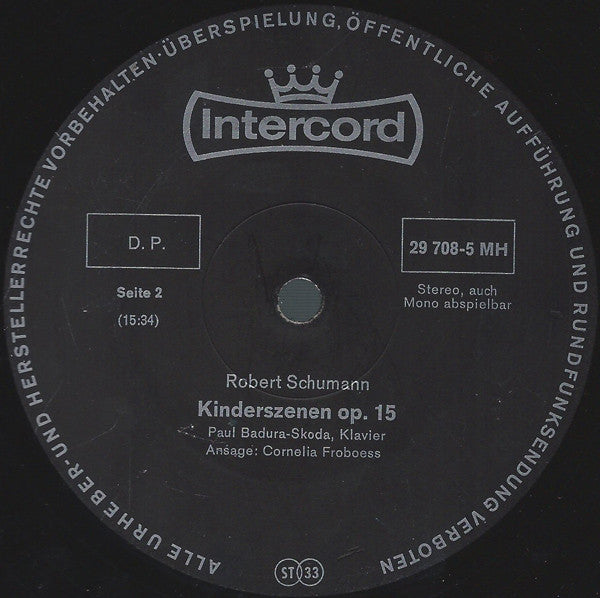 ALLE URHEBER- UND HERSTELLERRECHTE VORBEHALTEN · ÜBERSPIELUNG, ÖFFENTLICHE AUFFÜHRUNG UND RUNDFUNKSENDUNG VERBOTEN
Intercord
D. P.
29 708-5 MH
Seite 2
(15:34)
Stereo, auch
Mono abspielbar
Robert Schumann
Kinderszenen op. 15
Paul Badura-Skoda, Klavier
Ansage: Cornelia Froboess
ST 33